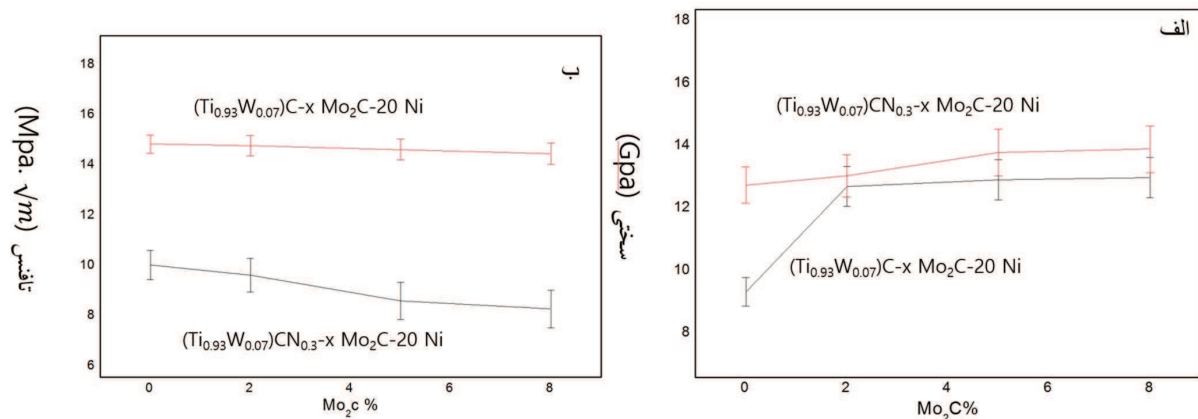 ب
18
16
14
12
10
8
6
(Ti0.93W0.07)C-x Mo2C-20 Ni
(Ti0.93W0.07)CN0.3-x Mo2C-20 Ni
0 2 4 6 8
Mo2c %
(Mpa. √m) تافنس
الف
18
16
14
12
10
8
(Ti0.93W0.07)CN0.3-x Mo2C-20 Ni
(Ti0.93W0.07)C-x Mo2C-20 Ni
0 2 4 6 8
Mo2C%
(Gpa) سختی